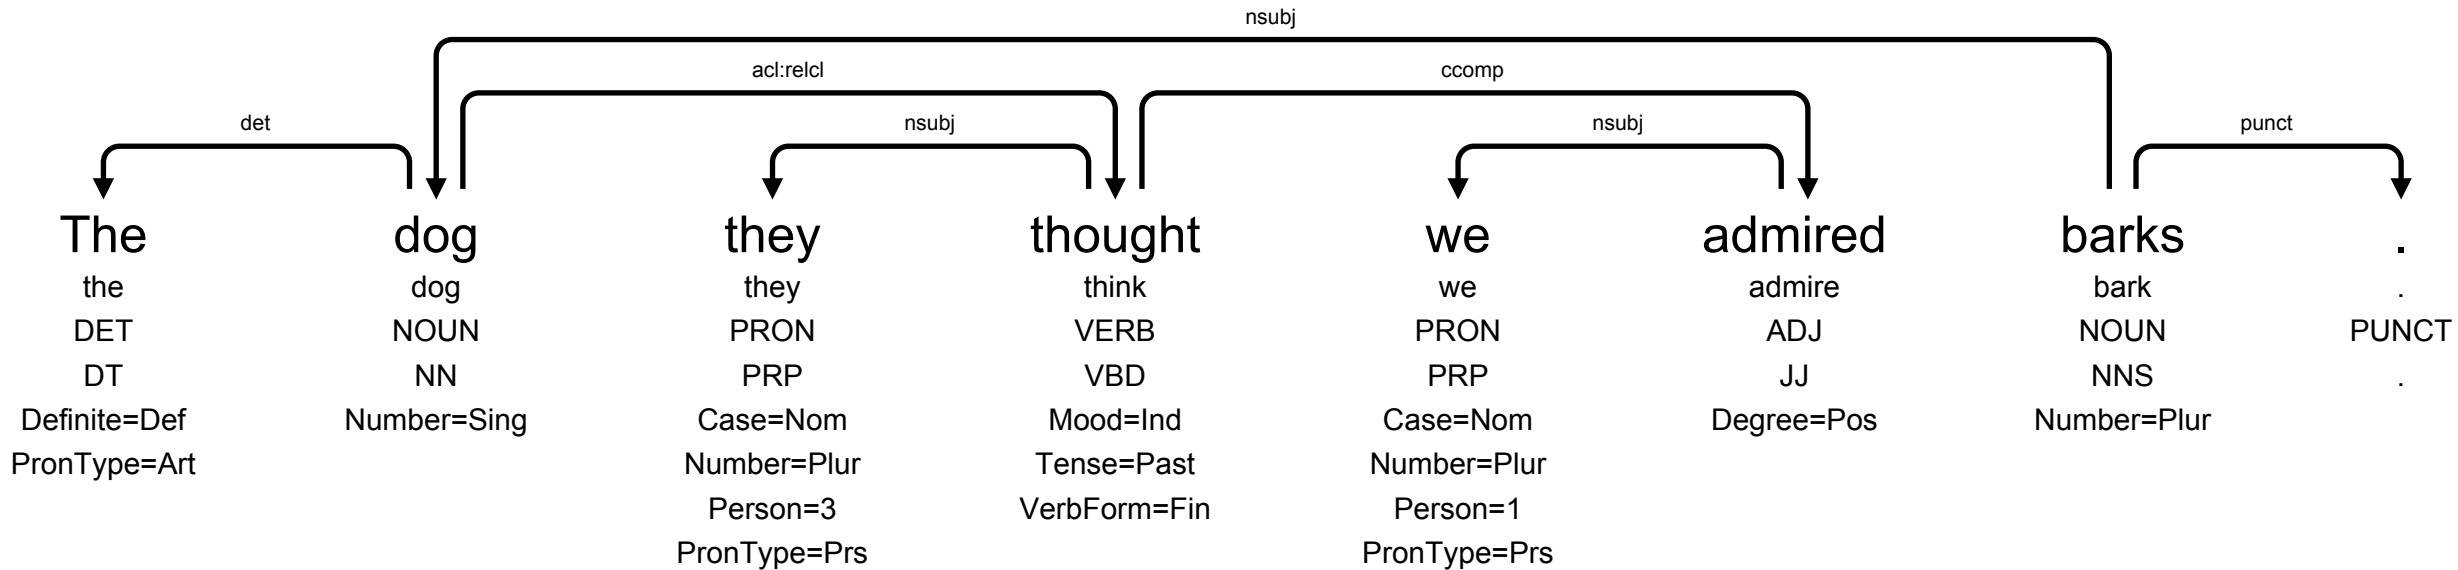 nsubj
acl:relcl ccomp
det nsubj nsubj punct
The dog they thought we admired barks .
the dog they think we admire bark .
DET NOUN PRON VERB PRON ADJ NOUN PUNCT
DT NN PRP VBD PRP JJ NNS .
Definite=Def Number=Sing Case=Nom Mood=Ind Case=Nom Degree=Pos Number=Plur
PronType=Art Number=Plur Tense=Past Number=Plur
Person=3 VerbForm=Fin Person=1
PronType=Prs PronType=Prs